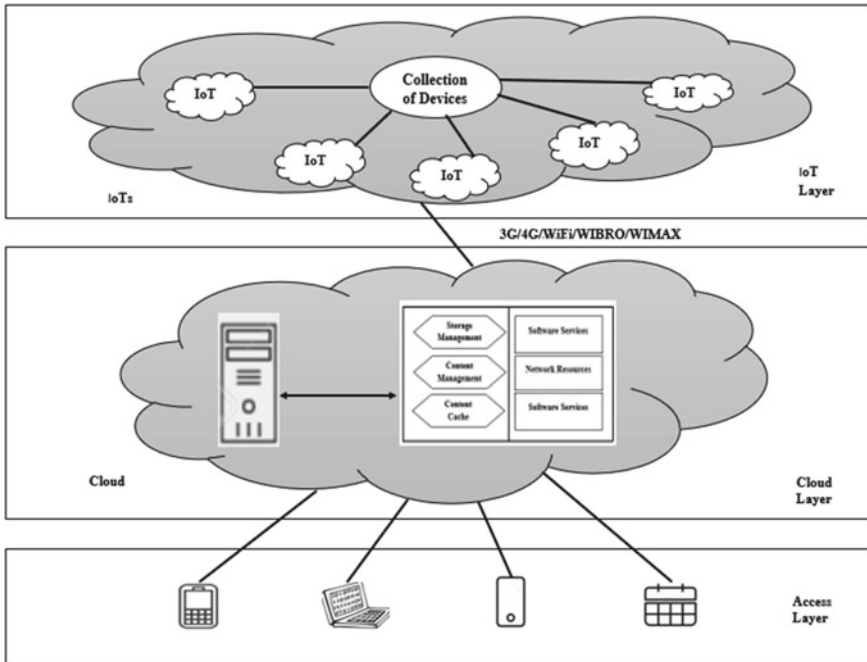 Collection
of Devices
IoT
IoT
IoT
IoT
IoT
IoTs
IoT
Layer
3G/4G/WiFi/WIBRO/WIMAX
Storage
Management
Software Services
Content
Management
Network Resources
Content
Cache
Software Services
Cloud
Cloud
Layer
Access
Layer